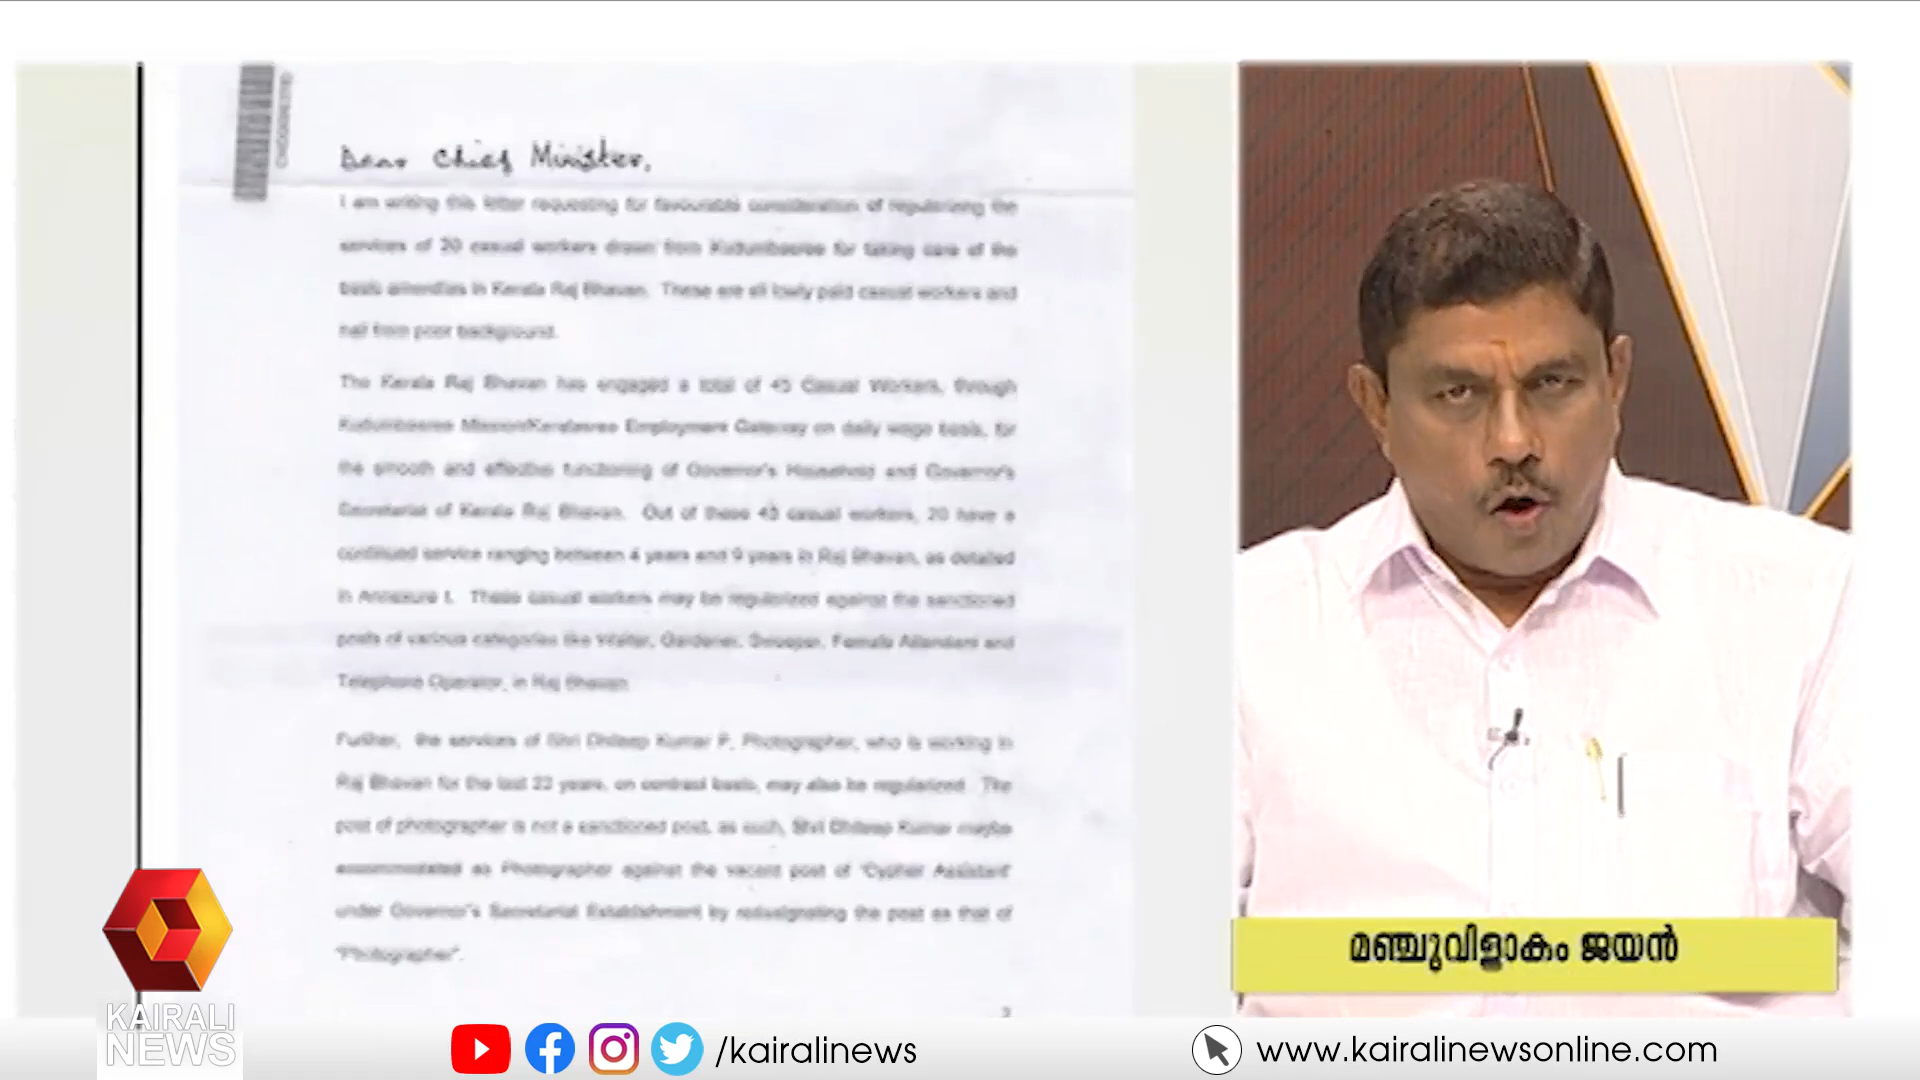 Dear Chief Minister,
I am writing this letter requesting for favourable consideration of regularizing the
services of 20 casual workers drawn from Kudumbasree for taking care of the
basic amenities in Kerala Raj Bhavan. These are all lowly paid casual workers and
hail from poor background.
The Kerala Raj Bhavan has engaged a total of 45 Casual Workers, through
Kudumbasree Mission/Keralasree Employment Gateway on daily wage basis, for
the smooth and effective functioning of Governor's Household and Governor's
Secretariat of Kerala Raj Bhavan. Out of these 45 casual workers, 20 have a
continued service ranging between 4 years and 9 years in Raj Bhavan, as detailed
in Annexure I. These casual workers may be regularized against the sanctioned
posts of various categories like Waiter, Gardener, Sweeper, Female Attendant and
Telephone Operator, in Raj Bhavan.
Further, the services of Shri Dhileep Kumar P, Photographer, who is working in
Raj Bhavan for the last 22 years, on contract basis, may also be regularized. The
post of photographer is not a sanctioned post, as such, Shri Dhileep Kumar maybe
accommodated as Photographer against the vacant post of 'Cypher Assistant'
under Governor's Secretariat Establishment by redesignating the post as that of
"Photographer".
മഞ്ചുവിളാകം ജയൻ
KAIRALI
NEWS
/kairalinews
www.kairalinewsonline.com